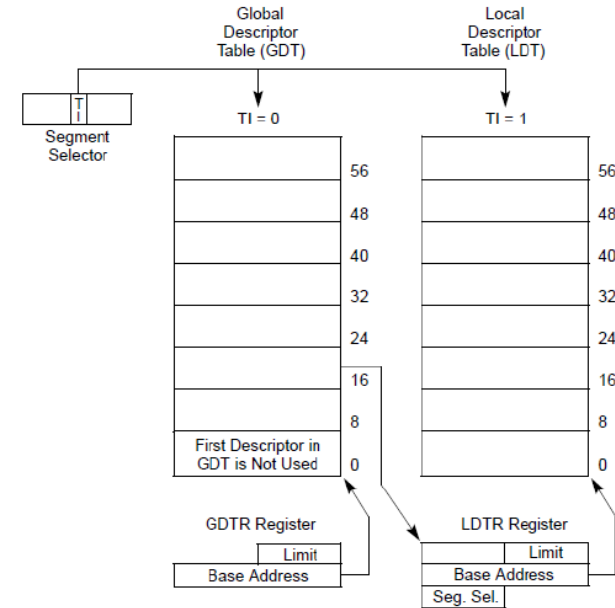 Global
Descriptor
Table (GDT)
Local
Descriptor
Table (LDT)
T
I
Segment
Selector
TI = 0
TI = 1
56
48
40
32
24
16
8
First Descriptor in
GDT is Not Used
0
56
48
40
32
24
16
8
0
GDTR Register
Limit
Base Address
LDTR Register
Limit
Base Address
Seg. Sel.